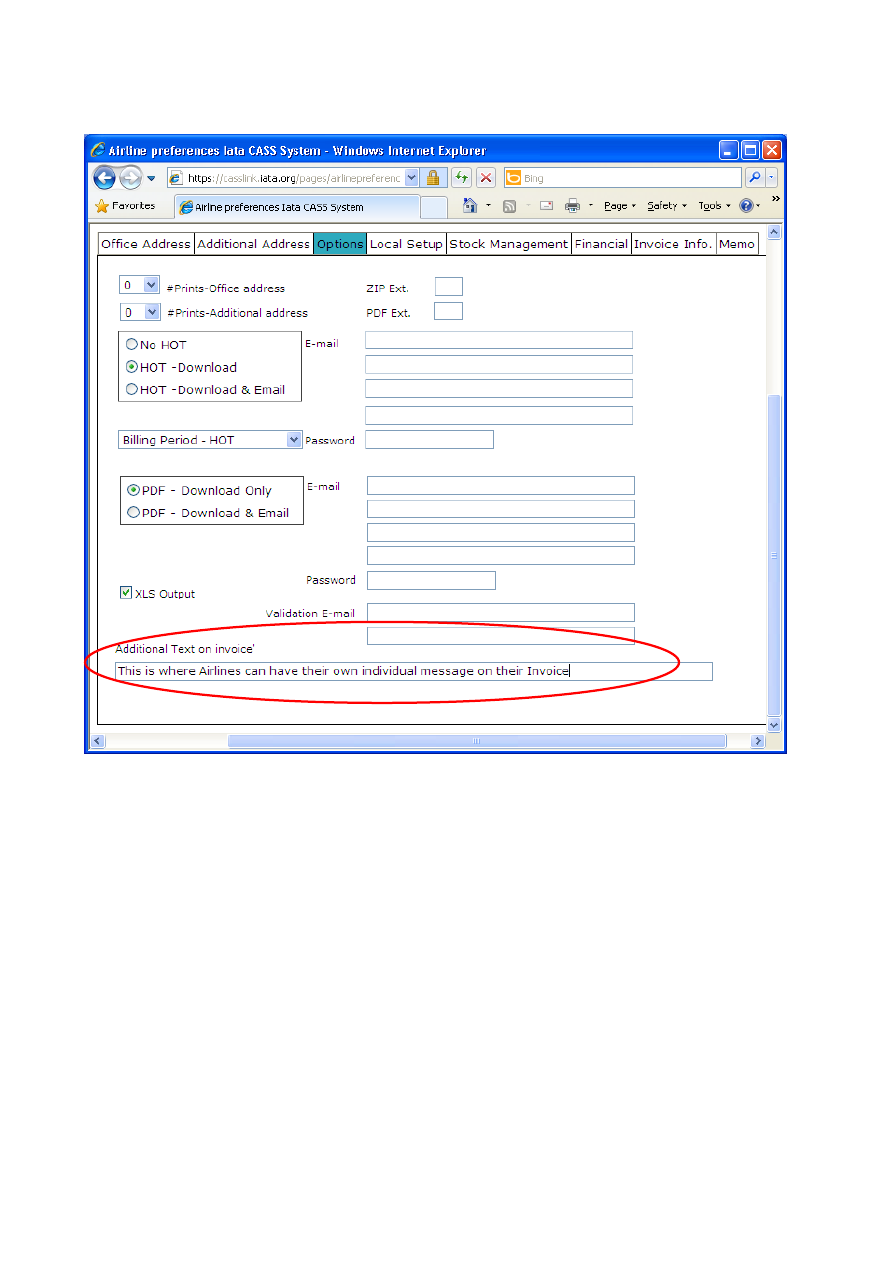 Airline preferences Iata CASS System - Windows Internet Explorer
https://casslink.iata.org/pages/airlinepreferenc
Bing
Favorites
Airline preferences Iata CASS System
Page
Safety
Tools
Office Address Additional Address Options Local Setup Stock Management Financial Invoice Info. Memo
0 #Prints-Office address ZIP Ext.
0 #Prints-Additional address PDF Ext.
No HOT E-mail
HOT -Download
HOT -Download & Email
Billing Period - HOT Password
PDF - Download Only E-mail
PDF - Download & Email
Password
XLS Output
Validation E-mail
Additional Text on invoice'
This is where Airlines can have their own individual message on their Invoice